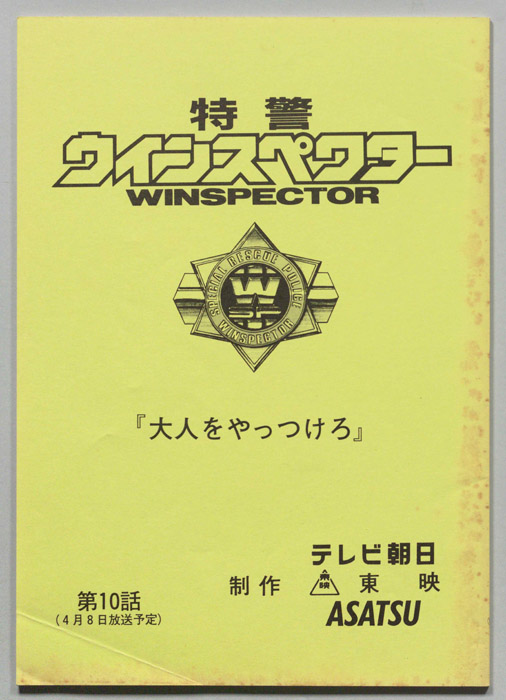 特警
ウインスペクター
WINSPECTOR
SPECIAL RESCUE POLICE
WINSPECTOR
『大人をやっつけろ』
第10話
(4月8日放送予定)
テレビ朝日
制作 東映 東映
ASATSU